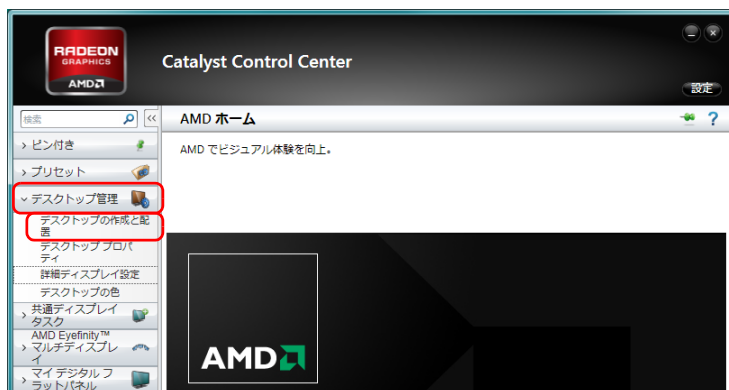 RADEON
GRAPHICS
AMD
Catalyst Control Center
設定
検索
<<
AMD ホーム
?
ピン付き
AMD でビジュアル体験を向上。
プリセット
デスクトップ管理
デスクトップの作成と配
置
デスクトップ プロパ
ティ
詳細ディスプレイ設定
デスクトップの色
共通ディスプレイ
タスク
AMD Eyefinity™
マルチディスプレ
イ
マイ デジタル フ
ラットパネル
AMD